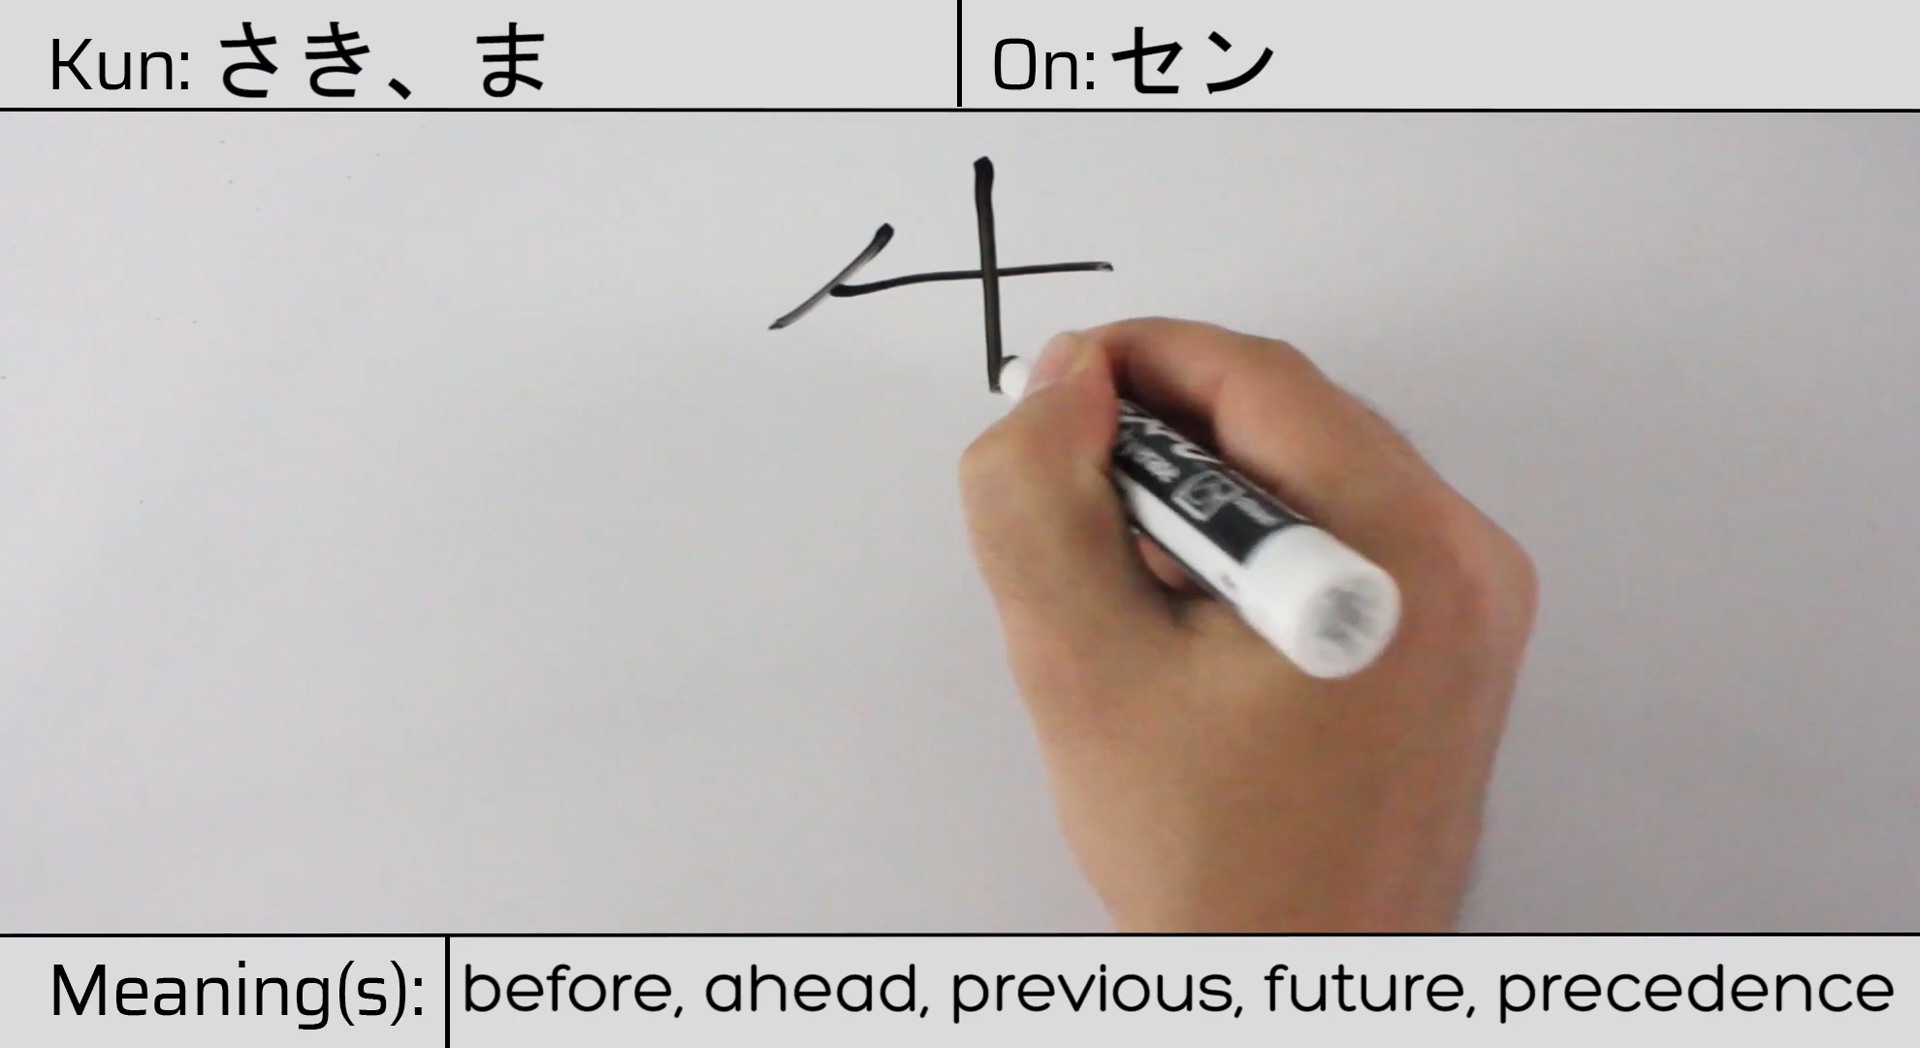 Kun: さき、ま
On: セン
Meaning(s): before, ahead, previous, future, precedence